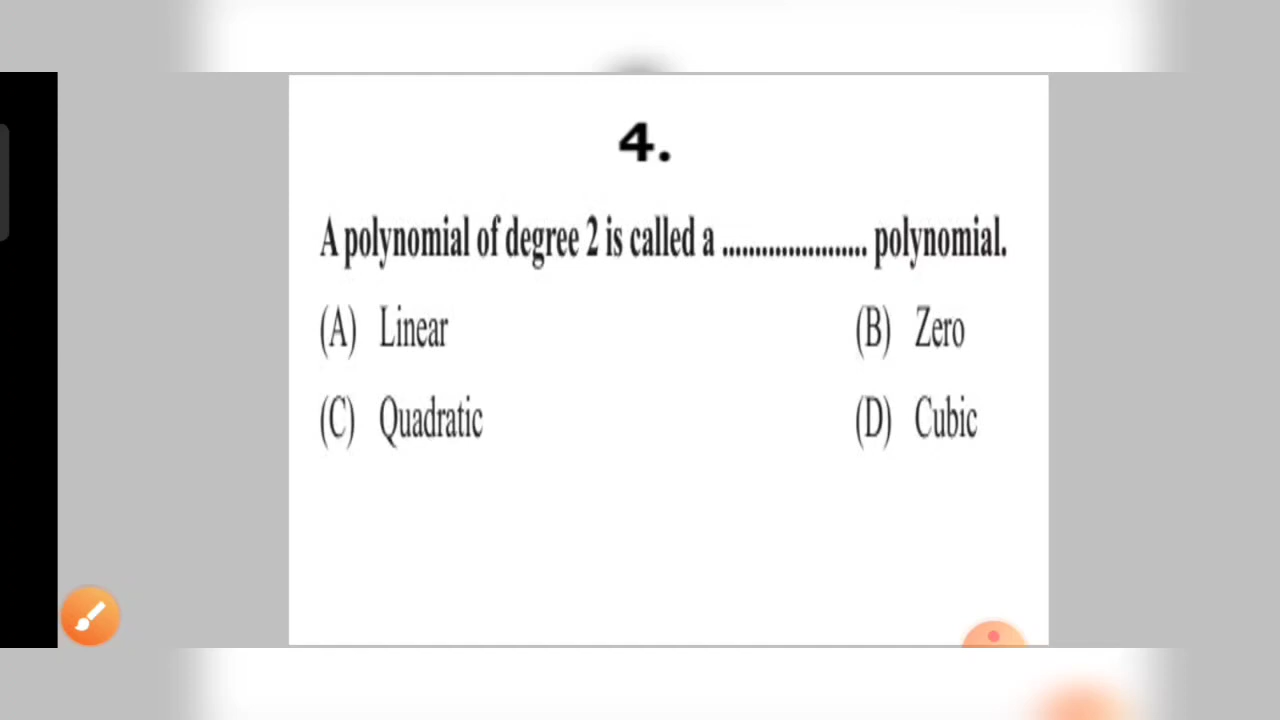 4.
A polynomial of degree 2 is called a ...................... polynomial.
(A) Linear (B) Zero
(C) Quadratic (D) Cubic